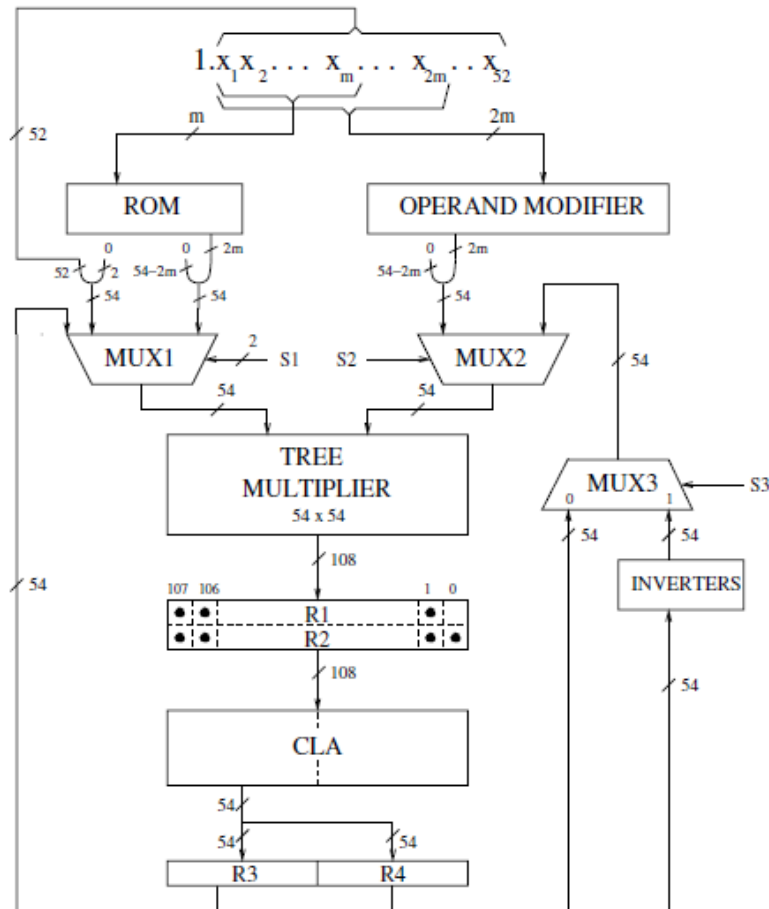 1.x1x2... xm... x2m.. x52
m 2m
52
ROM OPERAND MODIFIER
0 0 2m 0 2m
52 2 54-2m 54-2m
54 54 54
MUX1 2 S1 S2 MUX2 54
54 54
TREE
MULTIPLIER
54 x 54
MUX3 S3
0 1
54 54
108
54
INVERTERS
107 106 1 0
R1
R2
108
54
CLA
54
54 54
R3 R4